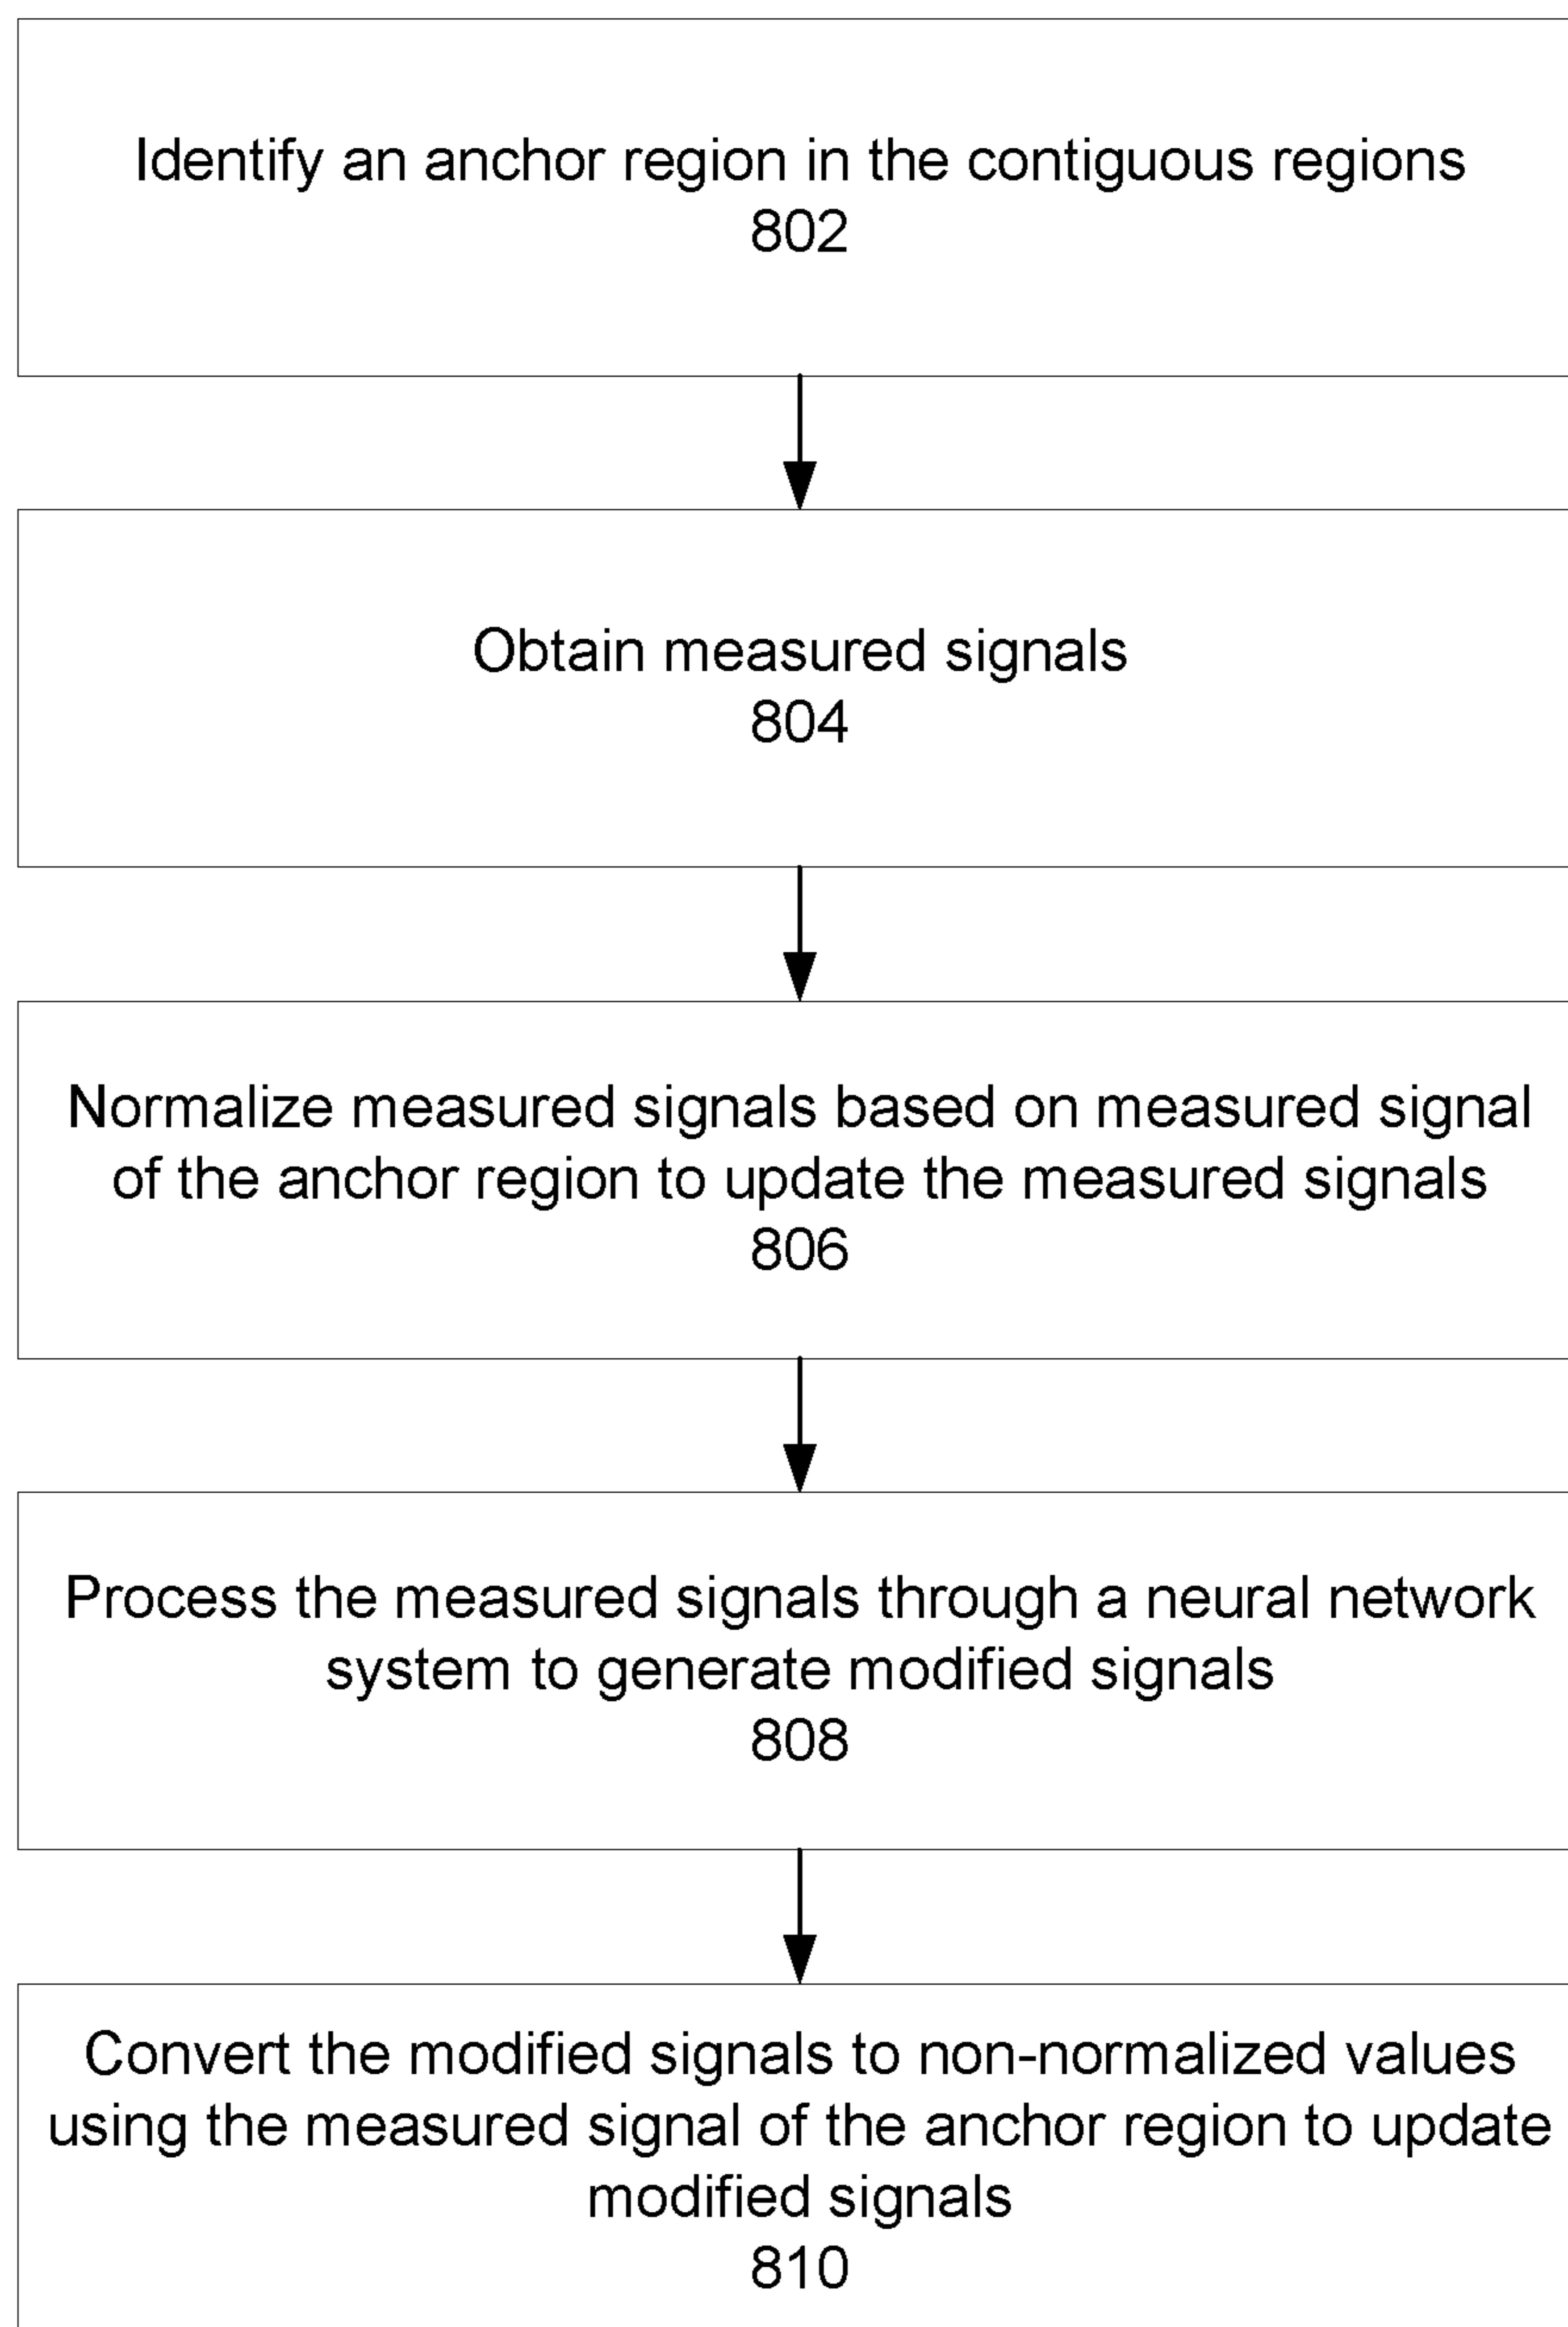 Identify an anchor region in the contiguous regions
802
Obtain measured signals
804
Normalize measured signals based on measured signal
of the anchor region to update the measured signals
806
Process the measured signals through a neural network
system to generate modified signals
808
Convert the modified signals to non-normalized values
using the measured signal of the anchor region to update
modified signals
810